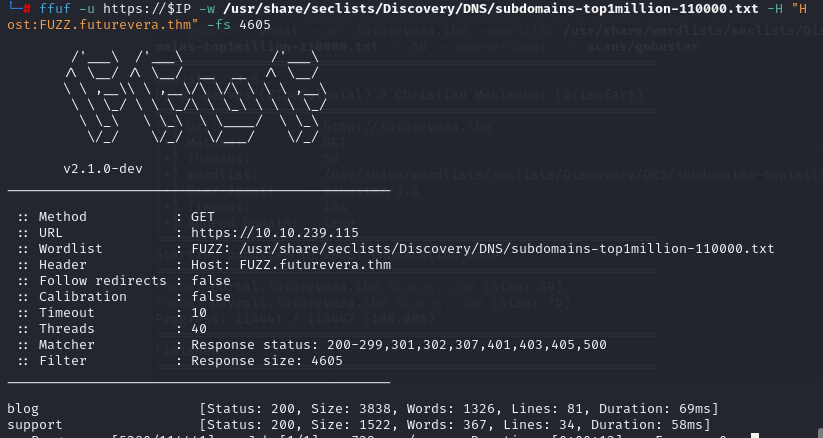 └─# ffuf -u https://$IP -w /usr/share/seclists/Discovery/DNS/subdomains-top1million-110000.txt -H "H
ost:FUZZ.futurevera.thm" -fs 4605
v2.1.0-dev
:: Method : GET
:: URL : https://10.10.239.115
:: Wordlist : FUZZ: /usr/share/seclists/Discovery/DNS/subdomains-top1million-110000.txt
:: Header : Host: FUZZ.futurevera.thm
:: Follow redirects : false
:: Calibration : false
:: Timeout : 10
:: Threads : 40
:: Matcher : Response status: 200-299,301,302,307,401,403,405,500
:: Filter : Response size: 4605
blog [Status: 200, Size: 3838, Words: 1326, Lines: 81, Duration: 69ms]
support [Status: 200, Size: 1522, Words: 367, Lines: 34, Duration: 58ms]